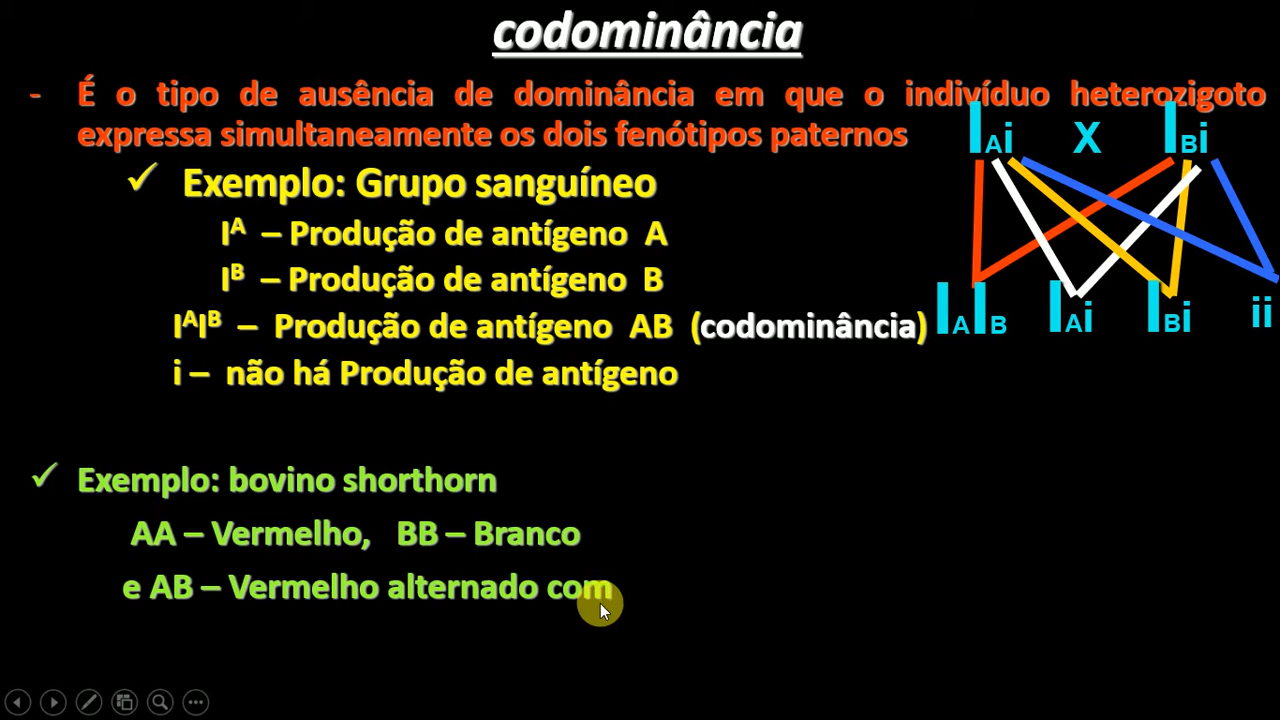 codominância
- É o tipo de ausência de dominância em que o indivíduo heterozigoto
expressa simultaneamente os dois fenótipos paternos
IAi X IBi
✓ Exemplo: Grupo sanguíneo
Iᴬ – Produção de antígeno A
Iᴮ – Produção de antígeno B
IᴬIᴮ – Produção de antígeno AB (codominância)
IAIB IAi IBi ii
i – não há Produção de antígeno
✓ Exemplo: bovino shorthorn
AA – Vermelho, BB – Branco
e AB – Vermelho alternado com